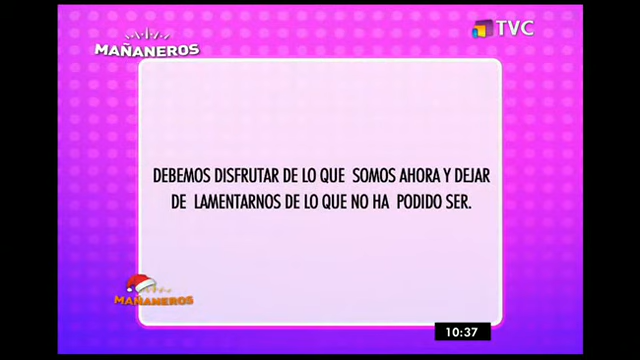 MAÑANEROS
TVC
DEBEMOS DISFRUTAR DE LO QUE SOMOS AHORA Y DEJAR
DE LAMENTARNOS DE LO QUE NO HA PODIDO SER.
MAÑANEROS
10:37